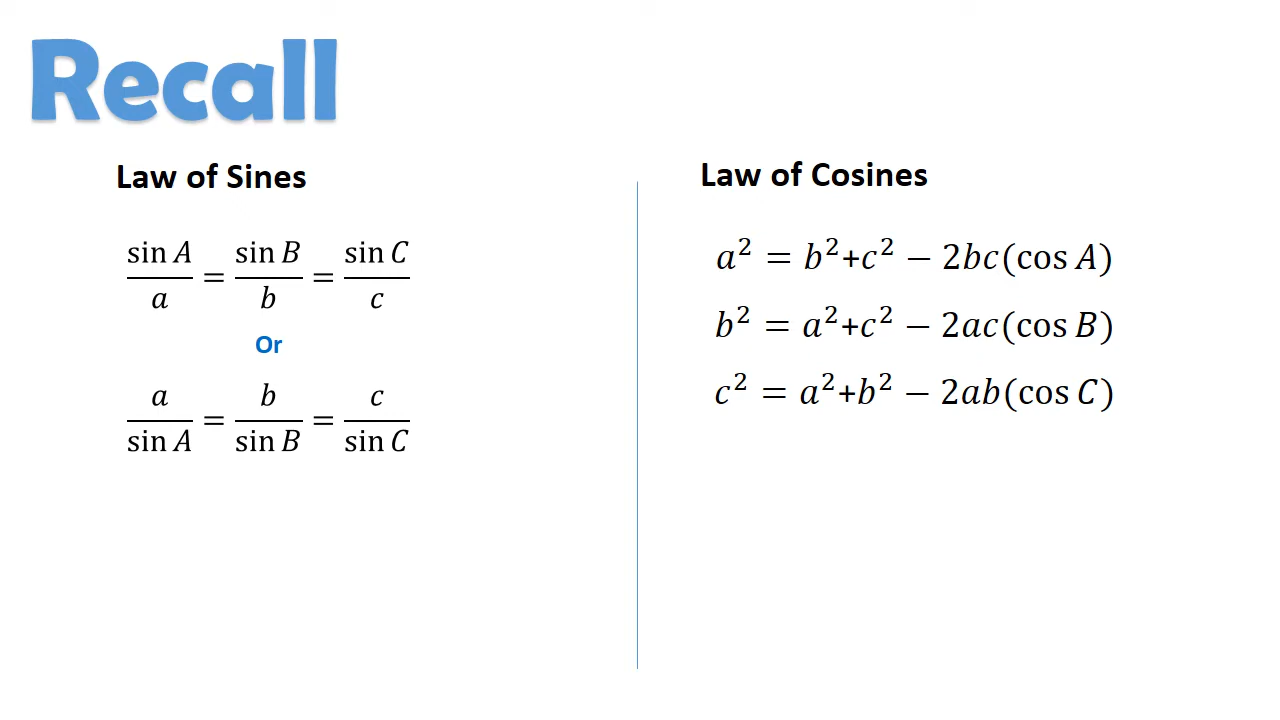 Recall
Law of Sines
sin A / a = sin B / b = sin C / c
Or
a / sin A = b / sin B = c / sin C
Law of Cosines
a² = b²+c² − 2bc(cos A)
b² = a²+c² − 2ac(cos B)
c² = a²+b² − 2ab(cos C)